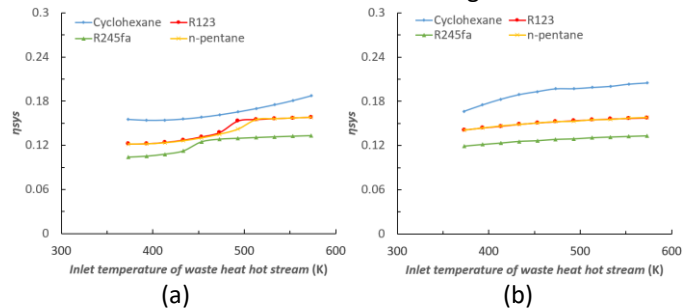 0.3
0.24
0.18
0.12
0.06
0
ηsys
Cyclohexane
R123
R245fa
n-pentane
300
400
500
600
Inlet temperature of waste heat hot stream (K)
(a)
0.3
0.24
0.18
0.12
0.06
0
ηsys
Cyclohexane
R123
R245fa
n-pentane
300
400
500
600
Inlet temperature of waste heat hot stream (K)
(b)